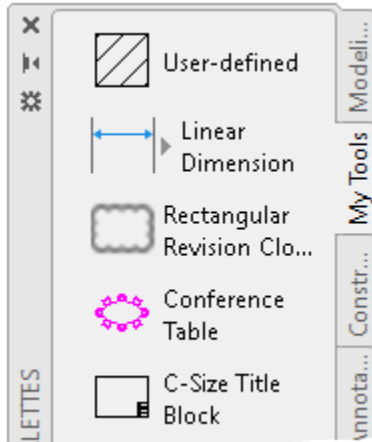 User-defined
Linear
Dimension
Rectangular
Revision Clo...
Conference
Table
C-Size Title
Block
Modeli...
My Tools
Constr...
Annota...
LETTES